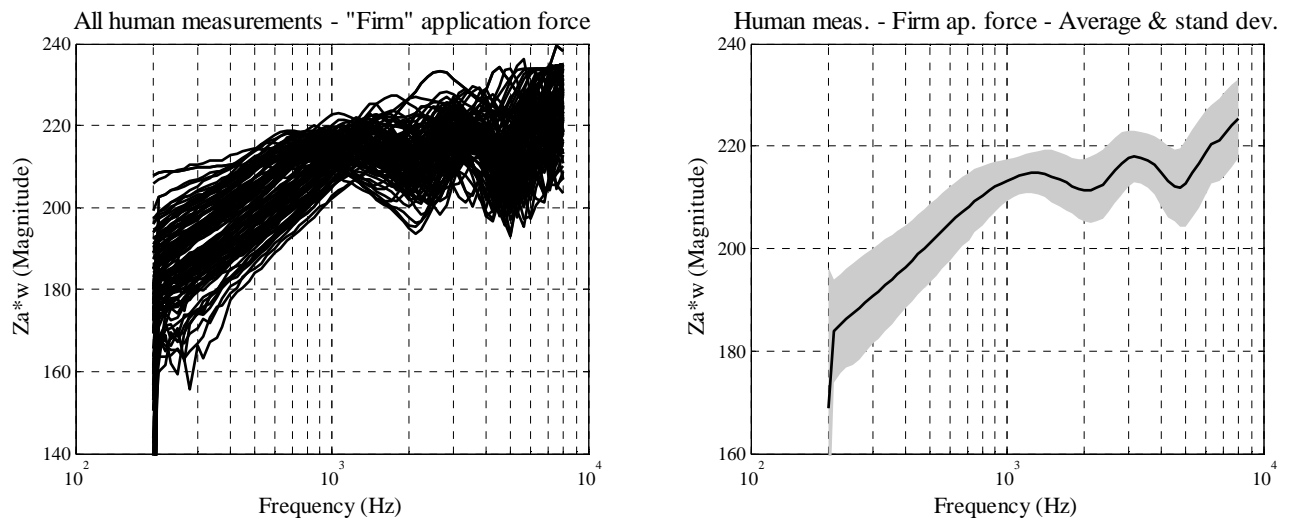 All human measurements - "Firm" application force
240
220
200
180
160
140
Za*w (Magnitude)
10^2
10^3
10^4
Frequency (Hz)
Human meas. - Firm ap. force - Average & stand dev.
240
220
200
180
160
Za*w (Magnitude)
10^2
10^3
10^4
Frequency (Hz)